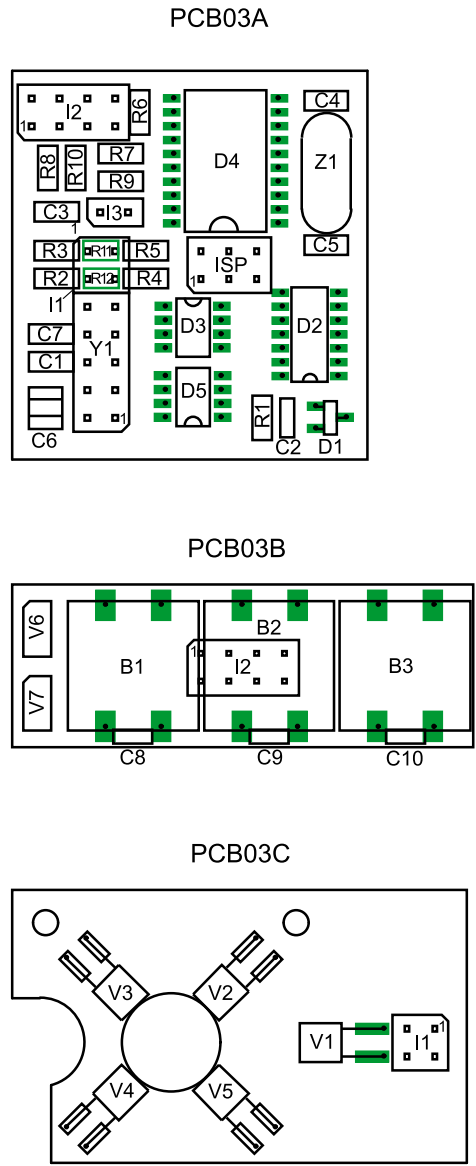 PCB03A
C4
I2
R6
1
R7
R8
R10
D4
Z1
R9
C3
I3
1
C5
R3
R11
R5
ISP
R2
R12
R4
1
I1
D3
D2
C7
Y1
C1
D5
R1
1
C6
C2
D1
PCB03B
V6
B2
1
B1
I2
B3
V7
C8
C9
C10
PCB03C
V3
V2
1
V1
I1
V4
V5